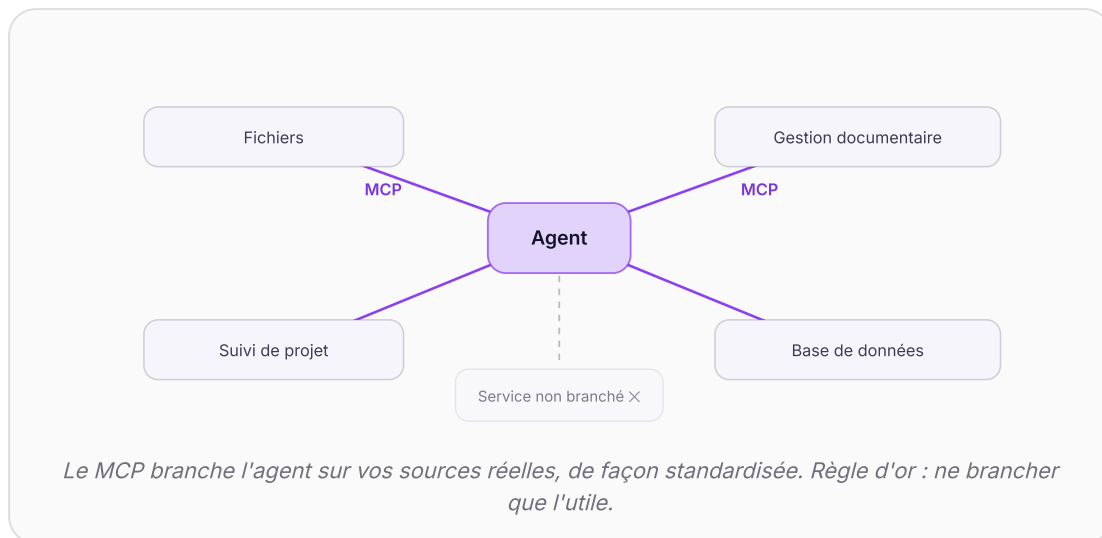 Fichiers
Gestion documentaire
MCP
MCP
Agent
Suivi de projet
Base de données
Service non branché ×
Le MCP branche l'agent sur vos sources réelles, de façon standardisée. Règle d'or : ne brancher
que l'utile.